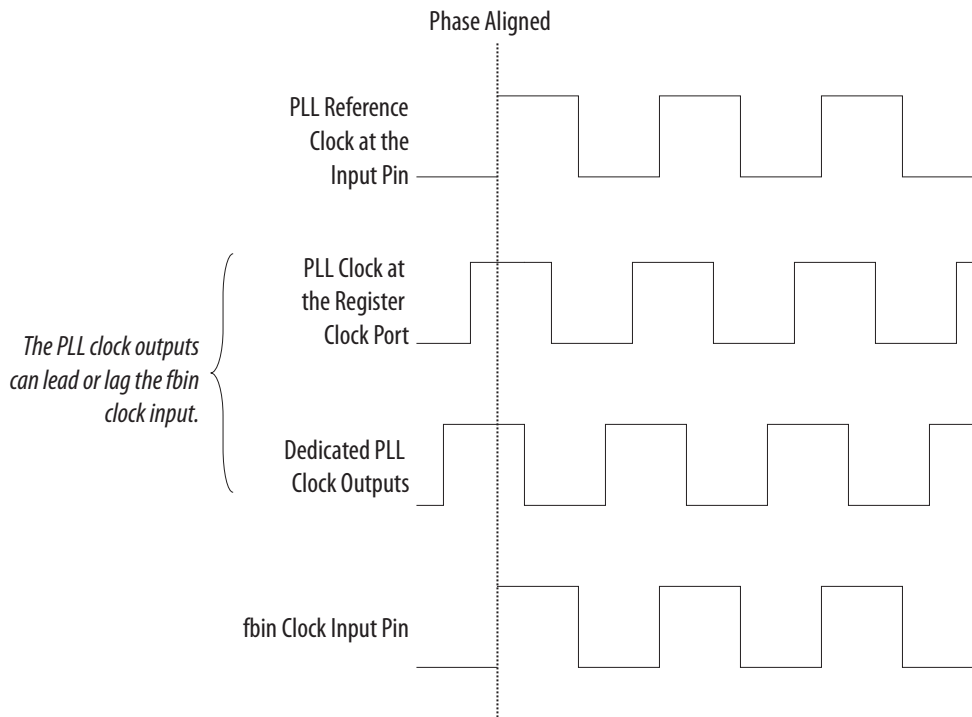 Phase Aligned
PLL Reference
Clock at the
Input Pin
PLL Clock at
the Register
Clock Port
The PLL clock outputs
can lead or lag the fbin
clock input.
Dedicated PLL
Clock Outputs
fbin Clock Input Pin